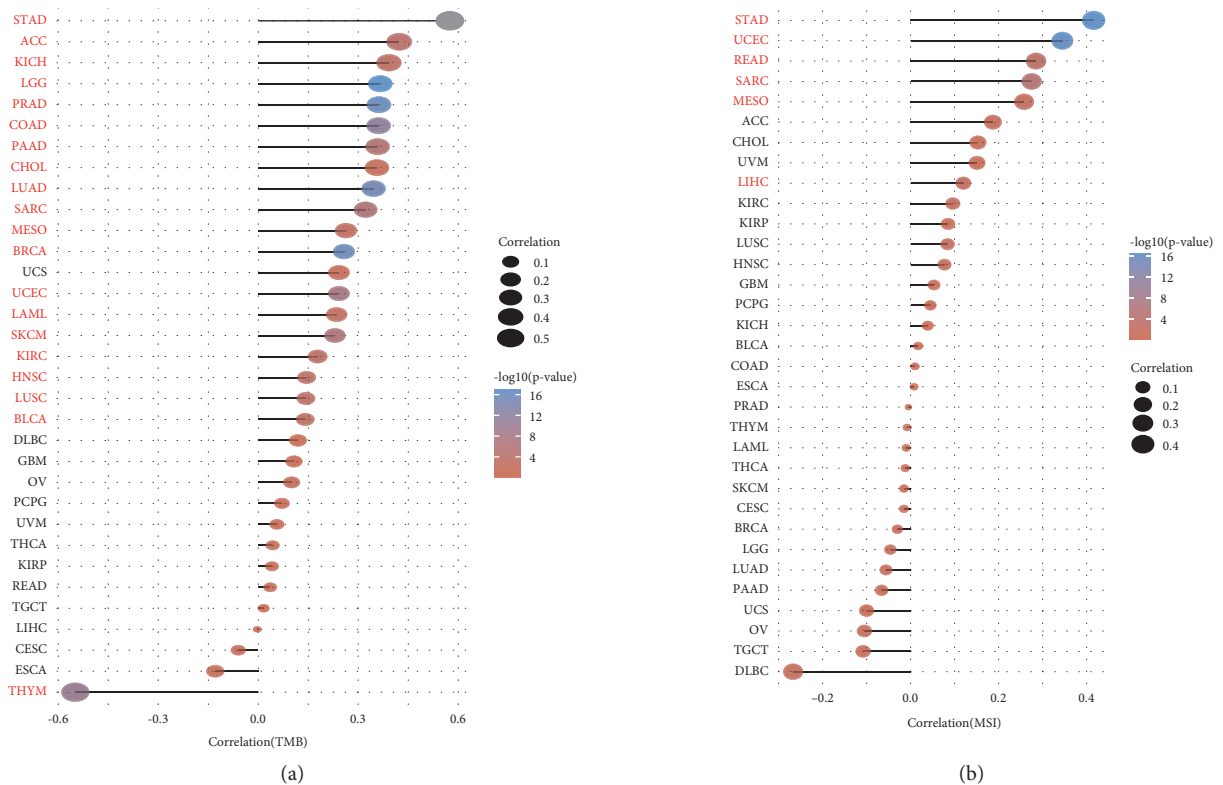 STAD
ACC
KICH
LGG
PRAD
COAD
PAAD
CHOL
LUAD
SARC
MESO
BRCA
UCS
UCEC
LAML
SKCM
KIRC
HNSC
LUSC
BLCA
DLBC
GBM
OV
PCPG
UVM
THCA
KIRP
READ
TGCT
LIHC
CESC
ESCA
THYM
-0.6 -0.3 0.0 0.3 0.6
Correlation(TMB)
Correlation
0.1
0.2
0.3
0.4
0.5
-log10(p-value)
16
12
8
4
(a)
STAD
UCEC
READ
SARC
MESO
ACC
CHOL
UVM
LIHC
KIRC
KIRP
LUSC
HNSC
GBM
PCPG
KICH
BLCA
COAD
ESCA
PRAD
THYM
LAML
THCA
SKCM
CESC
BRCA
LGG
LUAD
PAAD
UCS
OV
TGCT
DLBC
–0.2 0.0 0.2 0.4
Correlation(MSI)
-log10(p-value)
16
12
8
4
Correlation
0.1
0.2
0.3
0.4
(b)